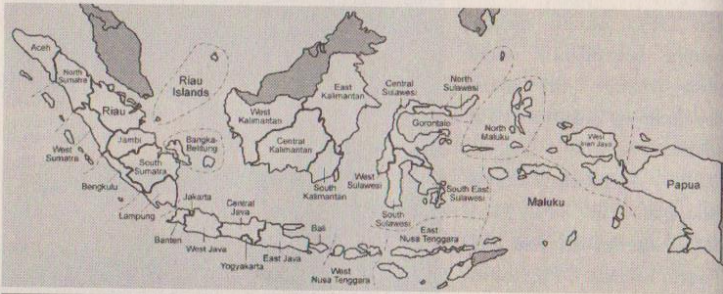 Aceh
North
Sumatra
Riau
Riau
Islands
West
Sumatra
Jambi
Bangka-
Belitung
South
Sumatra
Bengkulu
Lampung
Jakarta
Banten
West Java
Central
Java
Yogyakarta
East Java
Bali
West
Nusa Tenggara
East
Nusa Tenggara
West
Kalimantan
Central
Kalimantan
East
Kalimantan
South
Kalimantan
Central
Sulawesi
North
Sulawesi
Gorontalo
West
Sulawesi
South
Sulawesi
South East
Sulawesi
North
Maluku
Maluku
West
Irian Jaya
Papua